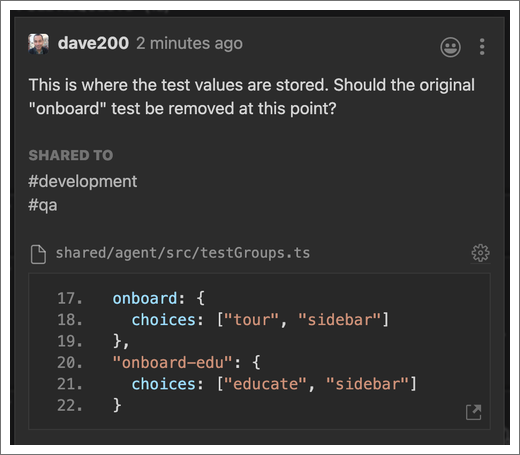 dave200 2 minutes ago
This is where the test values are stored. Should the original
"onboard" test be removed at this point?
SHARED TO
#development
#qa
shared/agent/src/testGroups.ts
17. onboard: {
18. choices: ["tour", "sidebar"]
19. },
20. "onboard-edu": {
21. choices: ["educate", "sidebar"]
22. }